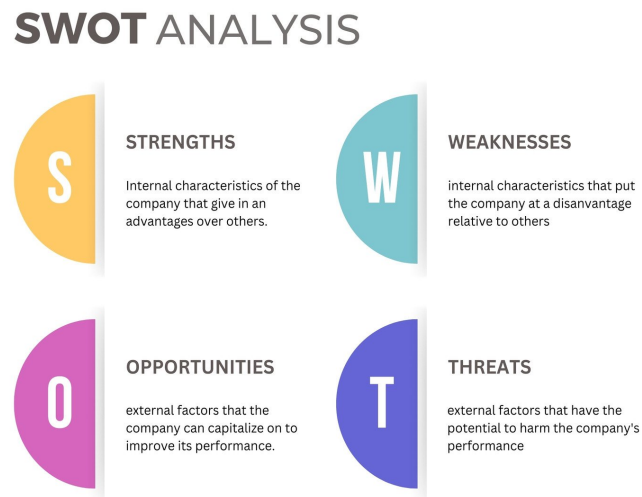 SWOT ANALYSIS
S
STRENGTHS
Internal characteristics of the
company that give in an
advantages over others.
W
WEAKNESSES
internal characteristics that put
the company at a disanvantage
relative to others
O
OPPORTUNITIES
external factors that the
company can capitalize on to
improve its performance.
T
THREATS
external factors that have the
potential to harm the company's
performance